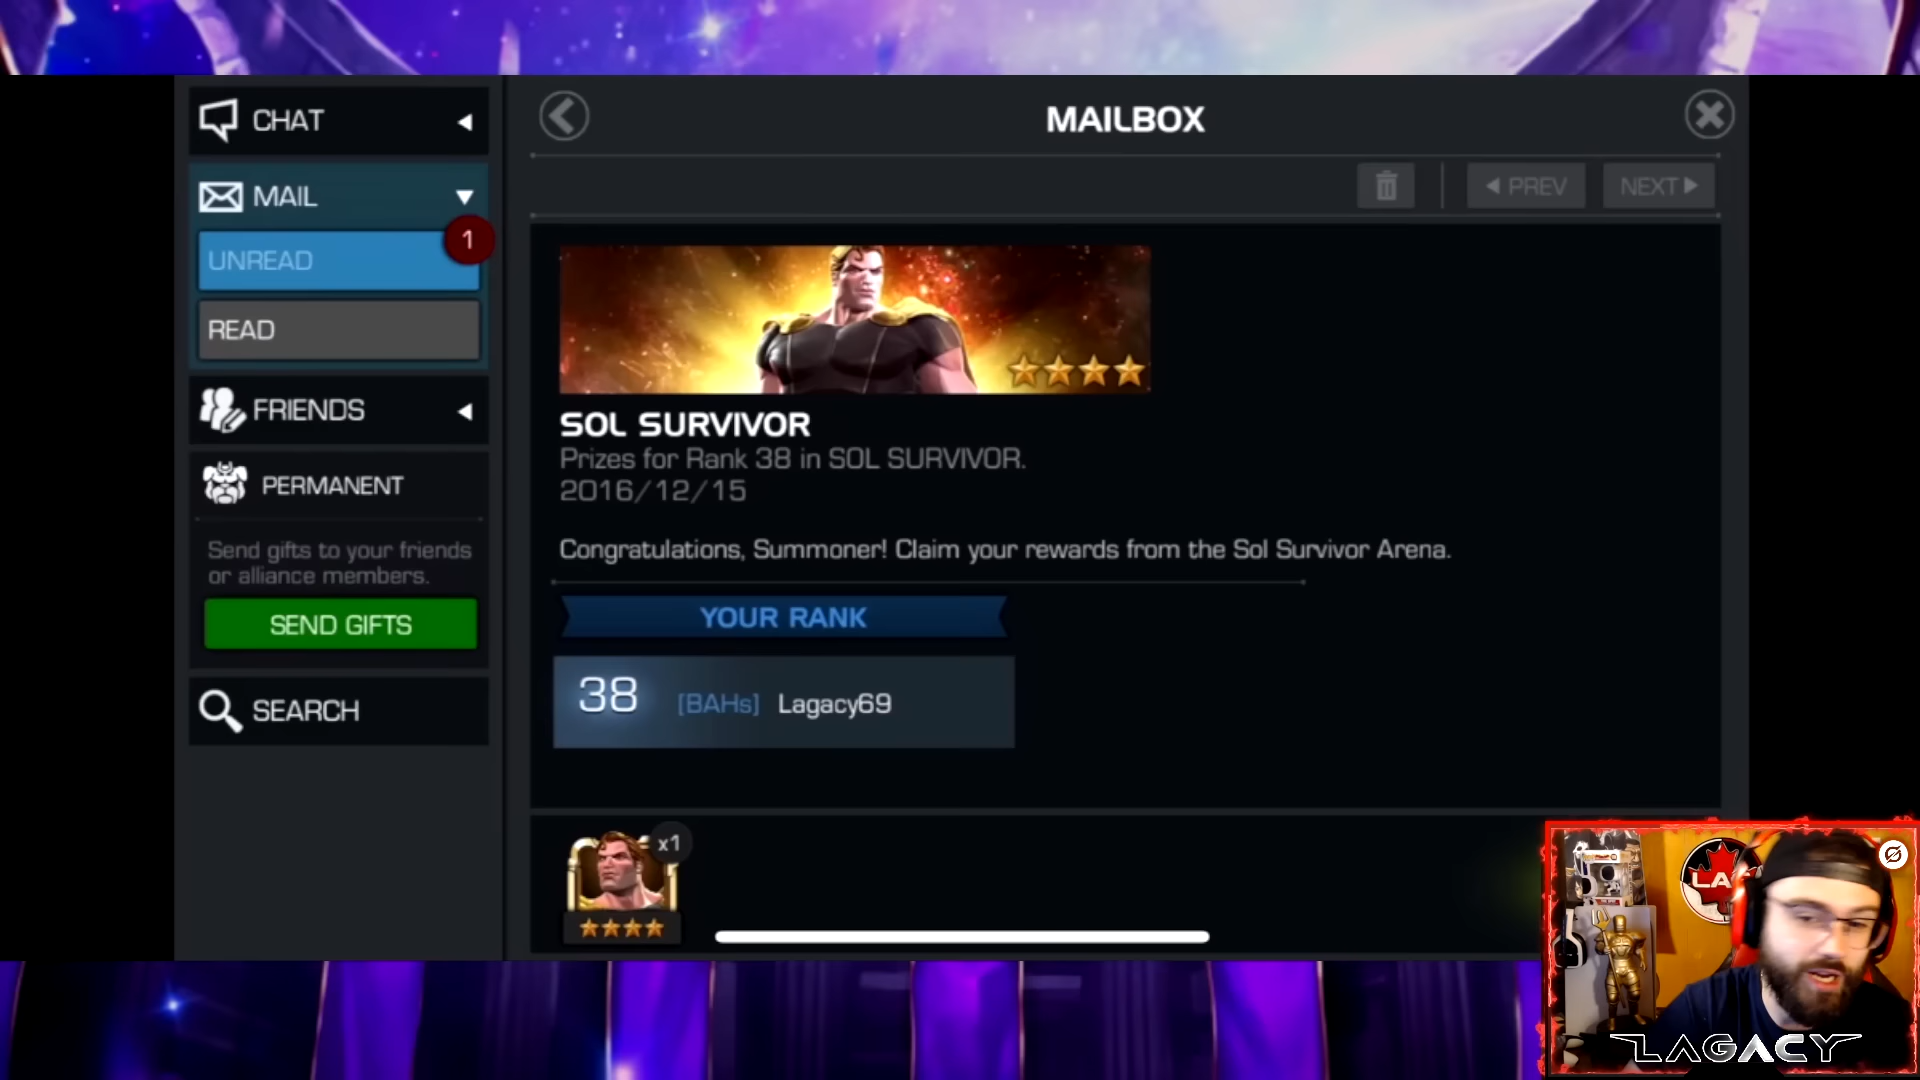 CHAT
MAIL
1
UNREAD
READ
FRIENDS
PERMANENT
Send gifts to your friends
or alliance members.
SEND GIFTS
SEARCH
MAILBOX
PREV
NEXT
SOL SURVIVOR
Prizes for Rank 38 in SOL SURVIVOR.
2016/12/15
Congratulations, Summoner! Claim your rewards from the Sol Survivor Arena.
YOUR RANK
38 [BAHs] Lagacy69
x1
LAGACY